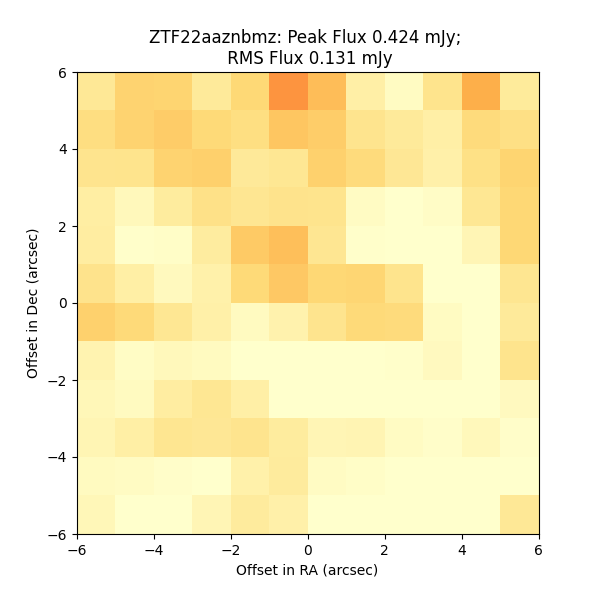 ZTF22aaznbmz: Peak Flux 0.424 mJy;
RMS Flux 0.131 mJy
6
4
2
0
−2
−4
−6
Offset in Dec (arcsec)
−6 −4 −2 0 2 4 6
Offset in RA (arcsec)